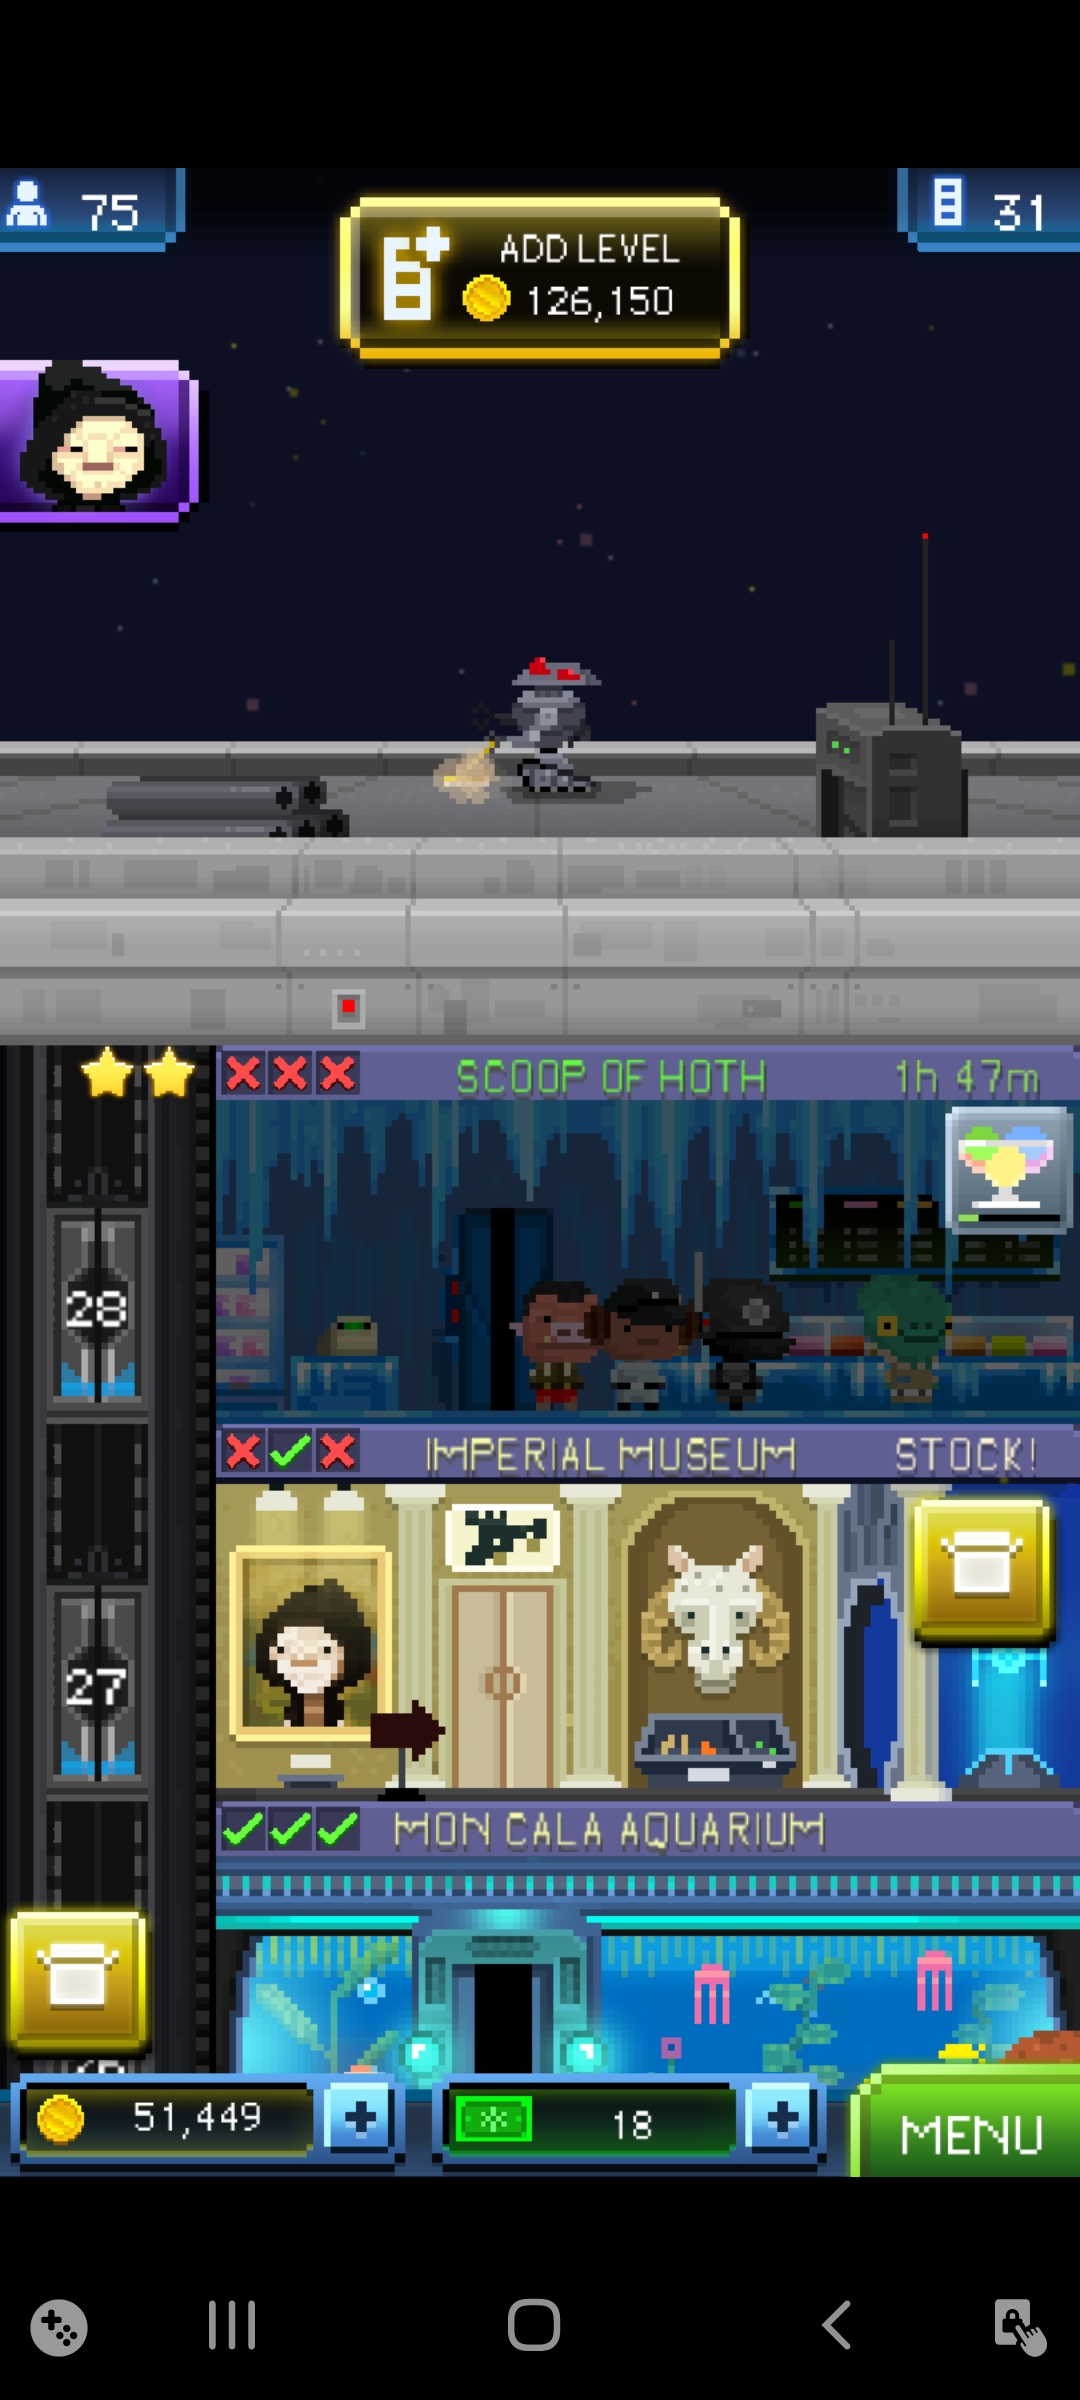 75
31
ADD LEVEL
126,150
SCOOP OF HOTH
1h 47m
28
IMPERIAL MUSEUM
STOCK!
27
MON CALA AQUARIUM
51,449
18
MENU